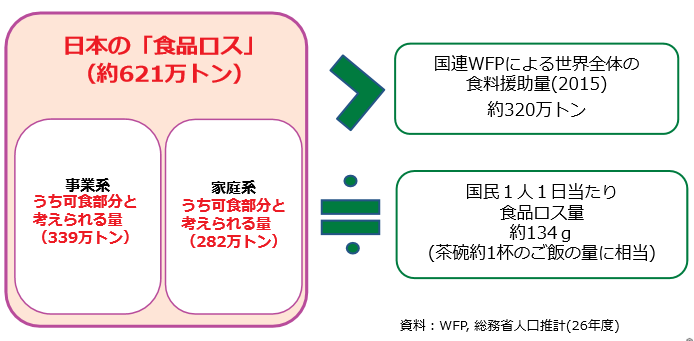 日本の「食品ロス」
（約621万トン）
事業系
うち可食部分と
考えられる量
（339万トン）
家庭系
うち可食部分と
考えられる量
（282万トン）
国連WFPによる世界全体の
食料援助量(2015)
約320万トン
国民１人１日当たり
食品ロス量
約134ｇ
(茶碗約1杯のご飯の量に相当)
資料：WFP, 総務省人口推計(26年度)